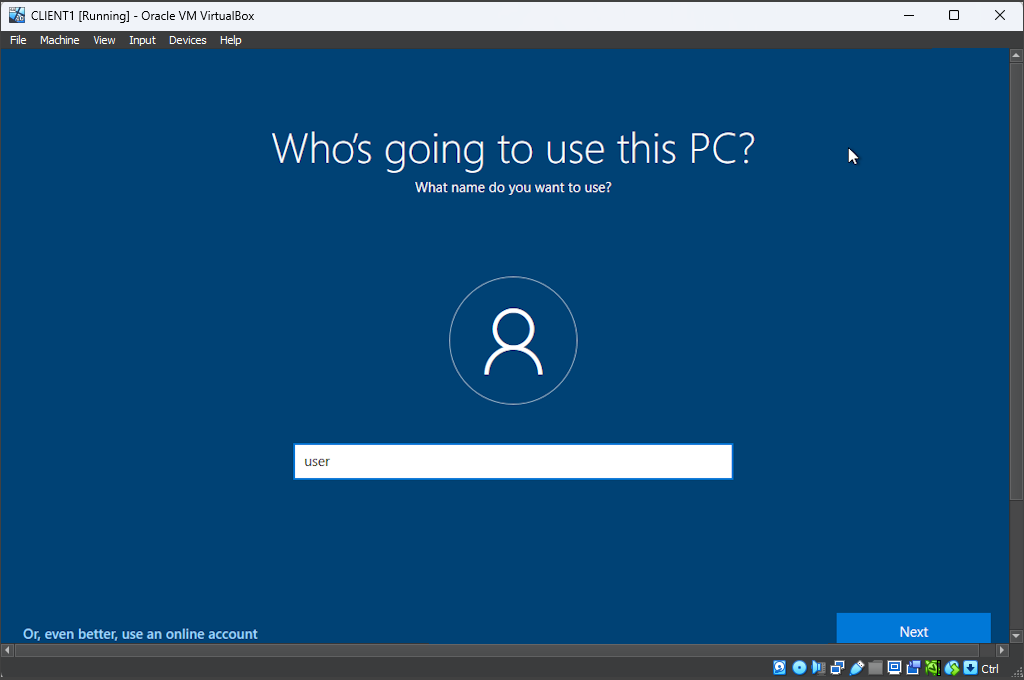 CLIENT1 [Running] - Oracle VM VirtualBox
File Machine View Input Devices Help
Who's going to use this PC?
What name do you want to use?
user
Or, even better, use an online account
Next
Ctrl